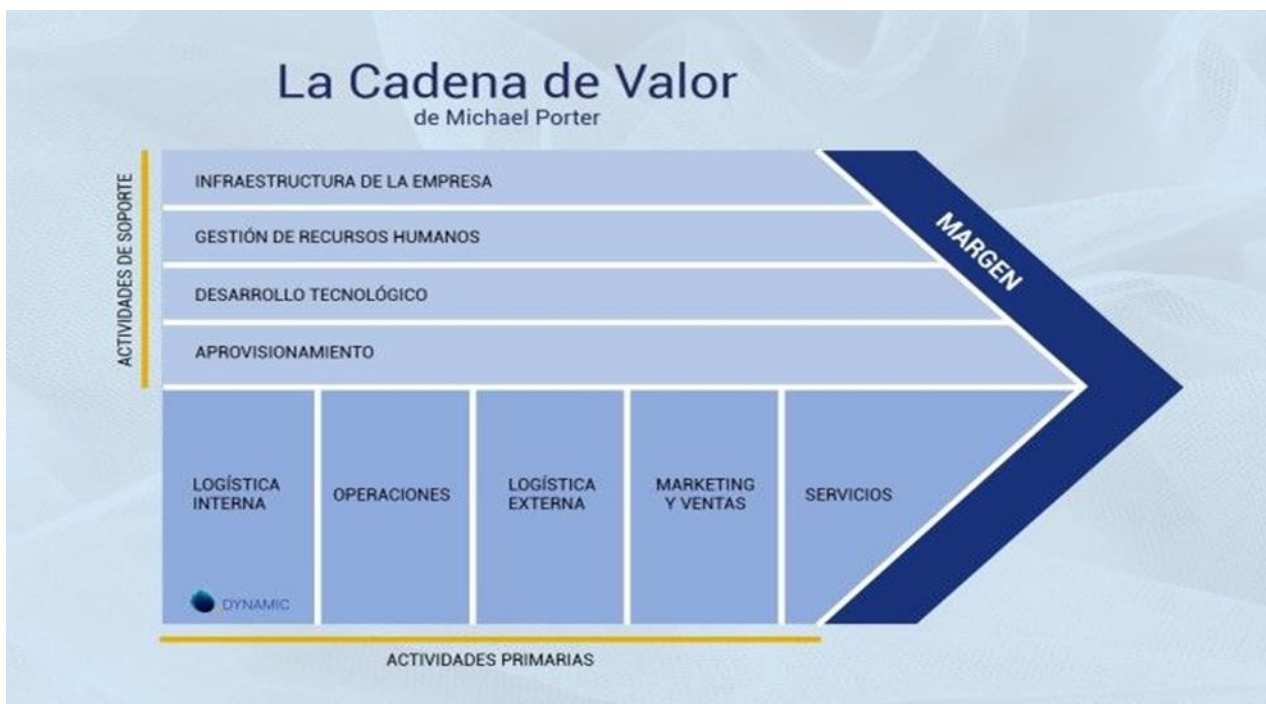 La Cadena de Valor
de Michael Porter
ACTIVIDADES DE SOPORTE
INFRAESTRUCTURA DE LA EMPRESA
GESTIÓN DE RECURSOS HUMANOS
DESARROLLO TECNOLÓGICO
APROVISIONAMIENTO
MARGEN
LOGÍSTICA
INTERNA
OPERACIONES
LOGÍSTICA
EXTERNA
MARKETING
Y VENTAS
SERVICIOS
DYNAMIC
ACTIVIDADES PRIMARIAS